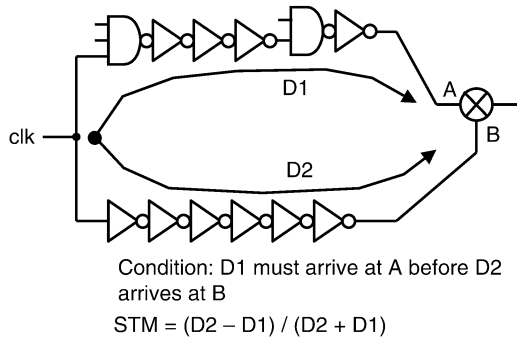 D1
A
clk
B
D2
Condition: D1 must arrive at A before D2
arrives at B
STM = (D2 – D1) / (D2 + D1)